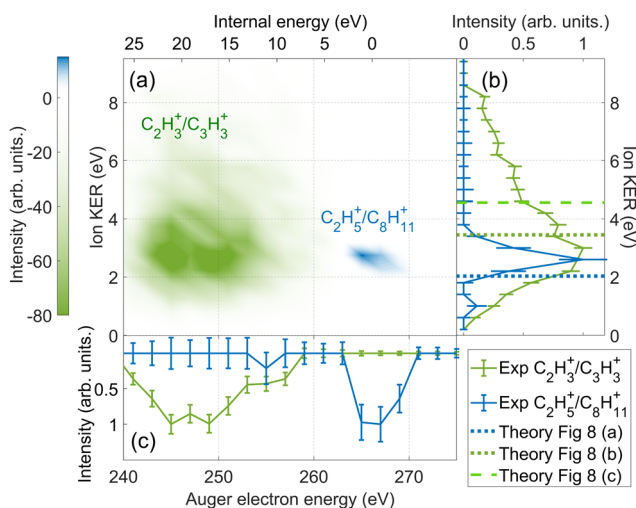 Internal energy (eV)
25 20 15 10 5 0
Intensity (arb. units.)
0 0.5 1
(a)
C₂H₃⁺/C₃H₃⁺
C₂H₅⁺/C₈H₁₁⁺
Intensity (arb. units.)
0
-20
-40
-60
-80
Ion KER (eV)
8
6
4
2
0
(b)
8
6
4
2
0
Ion KER (eV)
Intensity (arb. units.)
0.5
1
(c)
240 250 260 270
Auger electron energy (eV)
Exp C₂H₃⁺/C₃H₃⁺
Exp C₂H₅⁺/C₈H₁₁⁺
Theory Fig 8 (a)
Theory Fig 8 (b)
Theory Fig 8 (c)